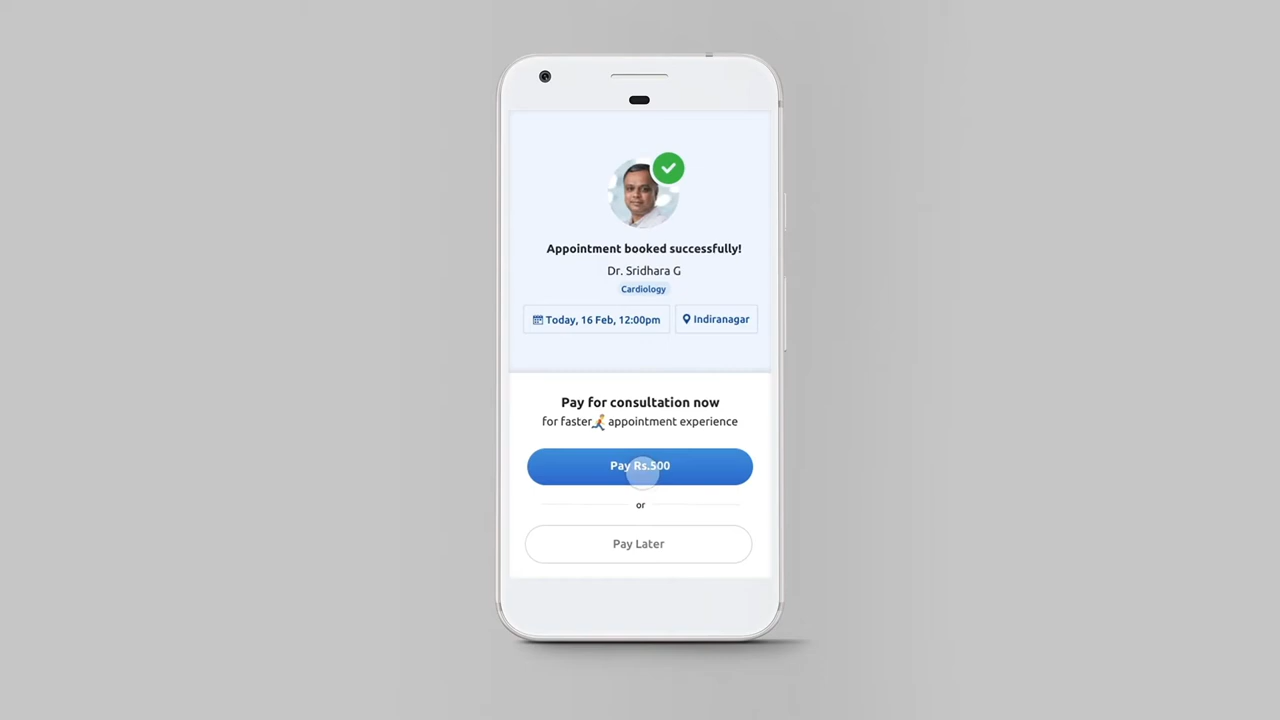 Appointment booked successfully!
Dr. Sridhara G
Cardiology
Today, 16 Feb, 12:00pm
Indiranagar
Pay for consultation now
for faster🏃appointment experience
Pay Rs.500
or
Pay Later